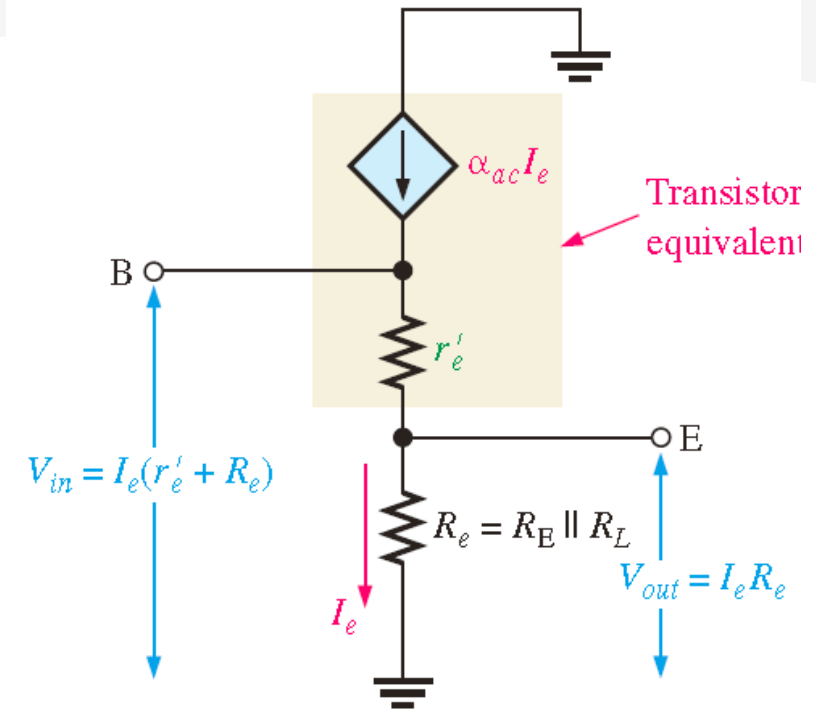 α_ac I_e
Transistor
equivalent
B
r′_e
E
V_in = I_e(r′_e + R_e)
R_e = R_E || R_L
V_out = I_e R_e
I_e